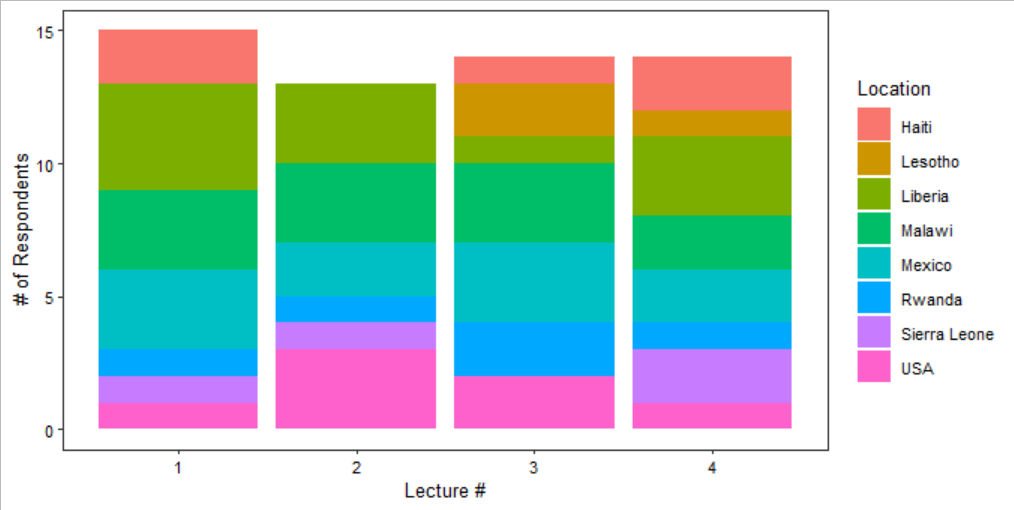 15
10
5
0
# of Respondents
1 2 3 4
Lecture #
Location
Haiti
Lesotho
Liberia
Malawi
Mexico
Rwanda
Sierra Leone
USA